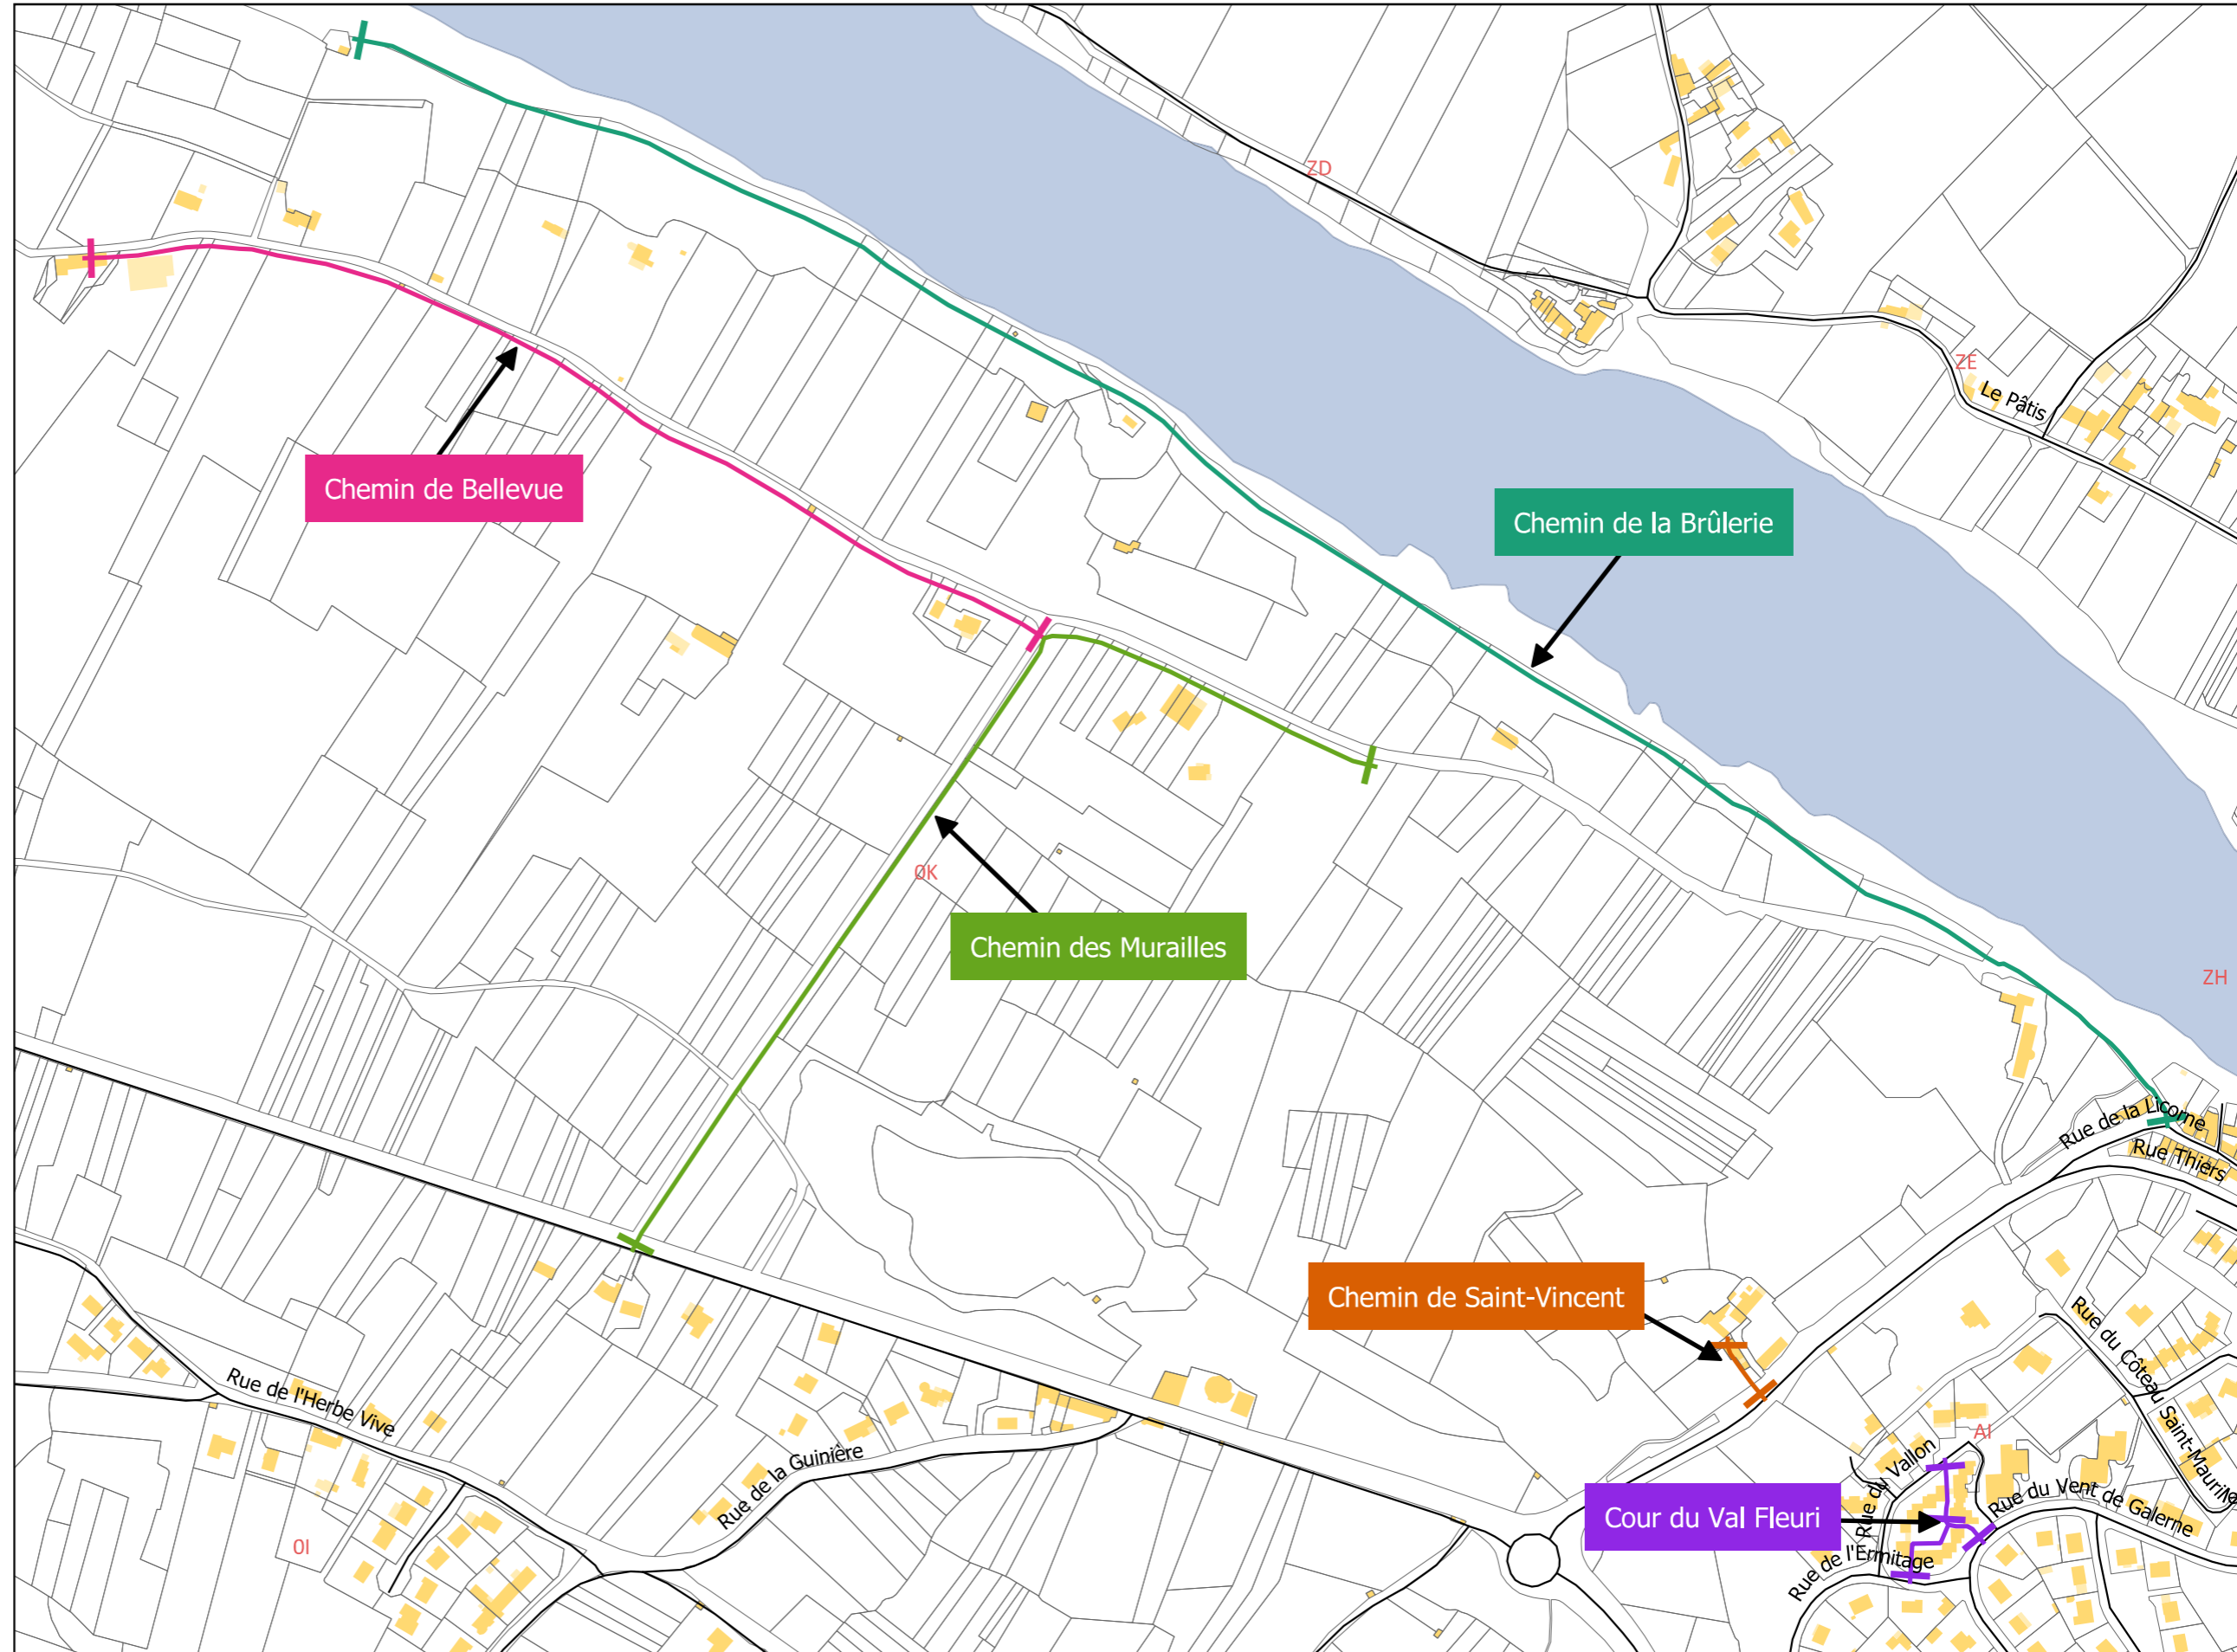 ZD
ZE
Le Pâtis
Chemin de Bellevue
Chemin de la Brûlerie
0K
Chemin des Murailles
ZH
Rue de la Licorne
Rue Thiers
Chemin de Saint-Vincent
Rue du Côteau Saint-Maurille
Rue de l'Herbe Vive
Rue de la Guinière
AI
Rue du Vallon
Rue du Vent de Galerne
Cour du Val Fleuri
Rue de l'Ermitage
0I